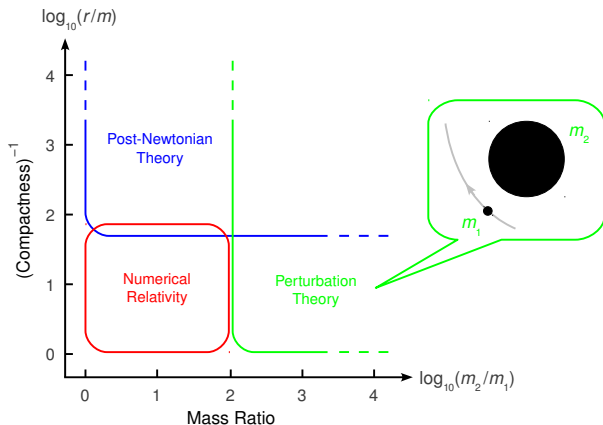 log₁₀(r/m)
4
3
2
1
0
(Compactness)⁻¹
Post-Newtonian
Theory
Numerical
Relativity
Perturbation
Theory
m₂
m₁
0
1
2
3
4
log₁₀(m₂/m₁)
Mass Ratio